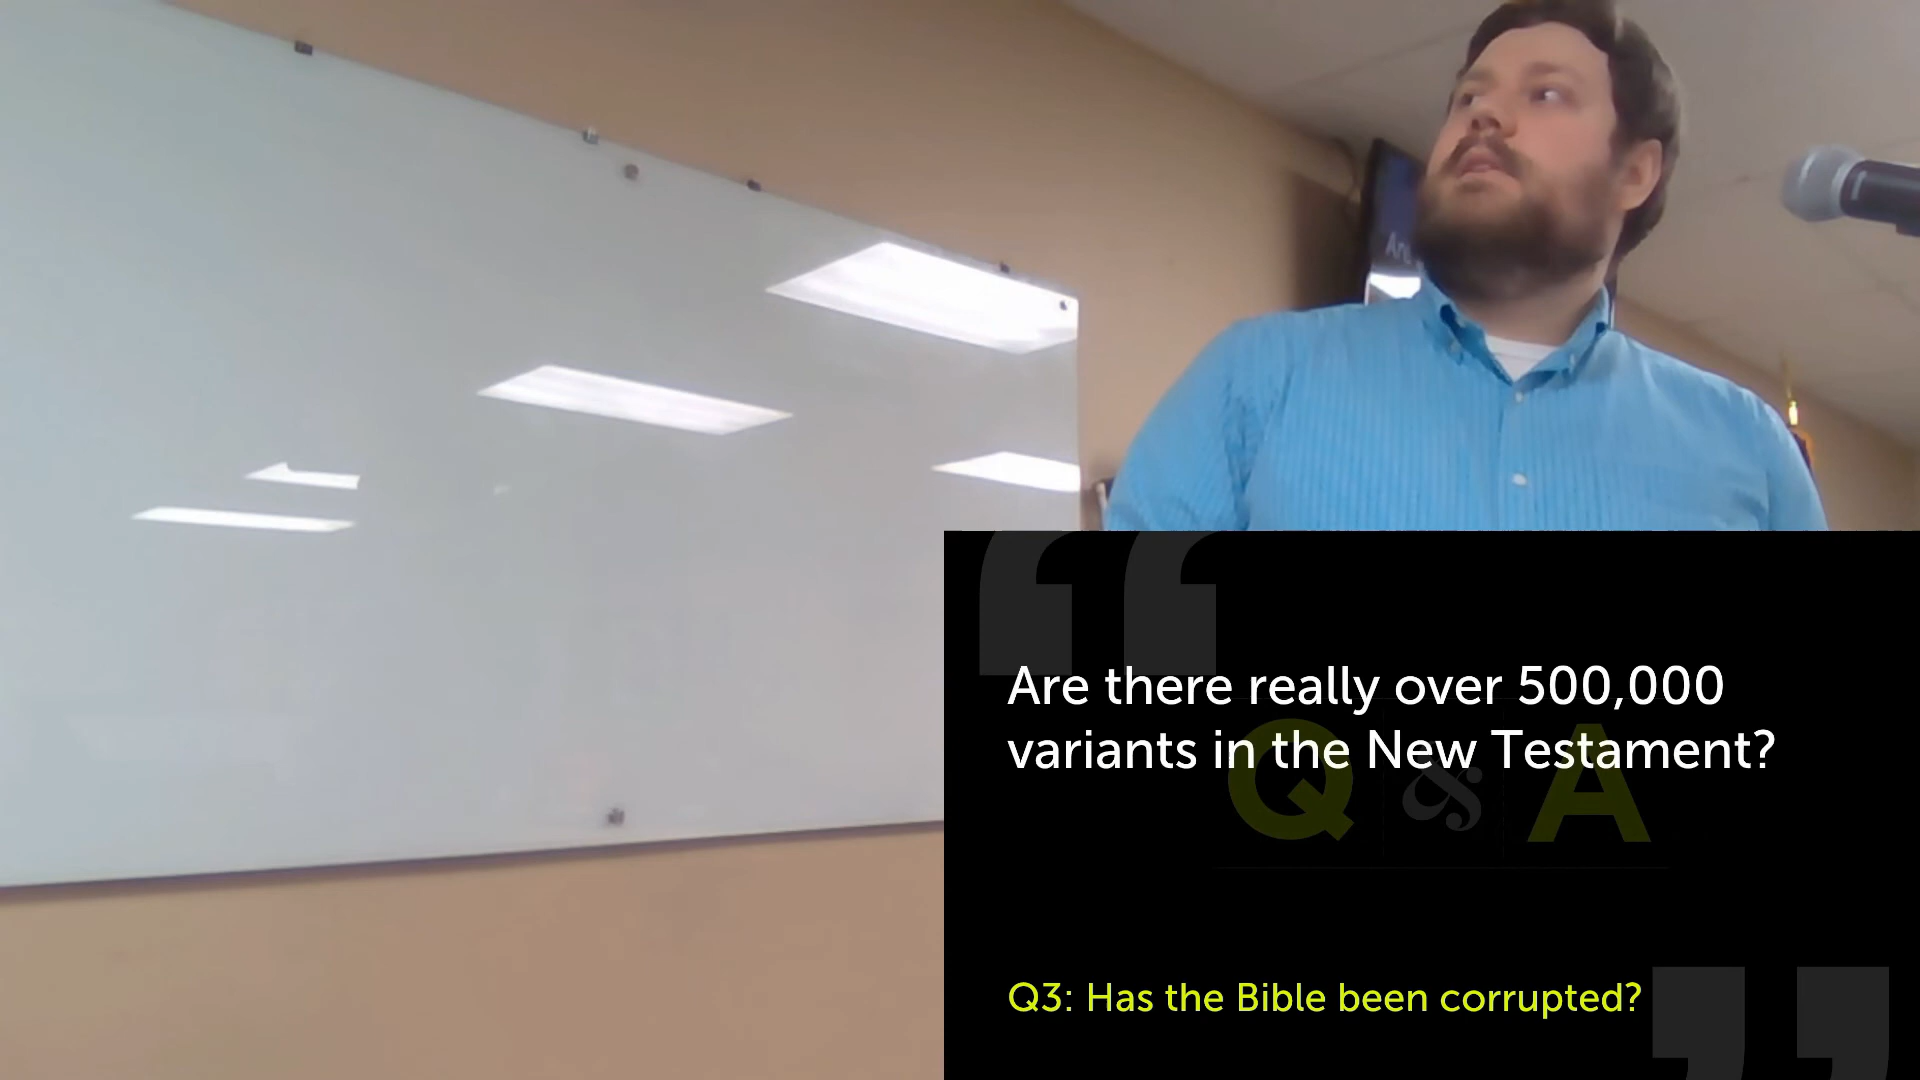 Are there really over 500,000
variants in the New Testament?
Q & A
Q3: Has the Bible been corrupted?